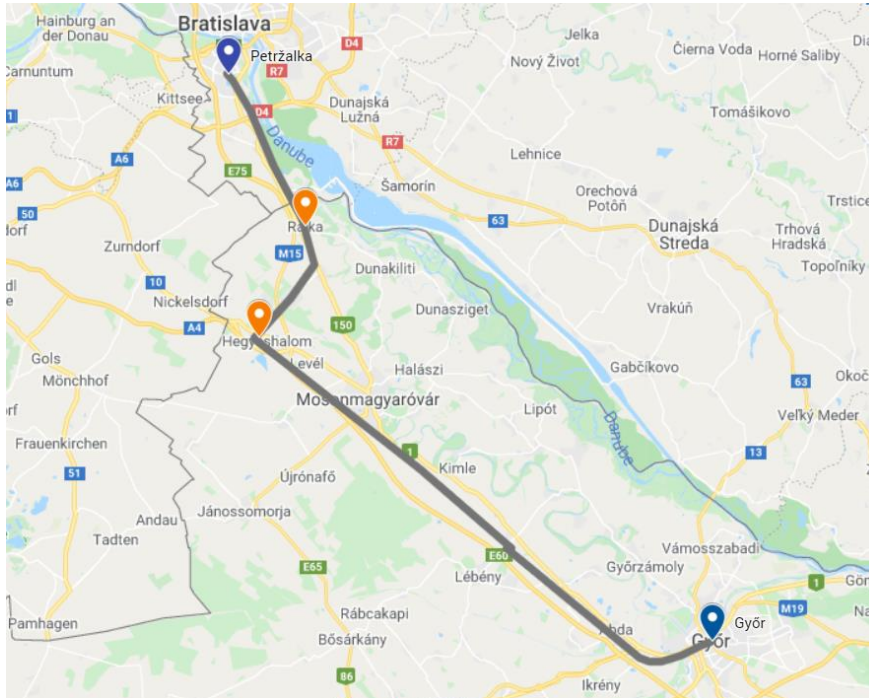 Hainburg an
der Donau
Bratislava
Petržalka
Carnuntum
Kittsee
R7
D4
D4
Nový Život
Jelka
Čierna Voda
Horné Saliby
Dunajská
Lužná
R7
Tomášikovo
Danube
Lehnice
A6
A6
E75
Šamorín
Orechová
Potôň
50
Rajka
63
Dunajská
Streda
Trhová
Hradská
Zurndorf
M15
Dunakiliti
Topoľníky
10
Nickelsdorf
Dunasziget
Vrakúň
A4
Hegyeshalom
150
Gols
Levél
Halászi
Gabčíkovo
63
Mönchhof
Mosonmagyaróvár
Lipót
Veľký Meder
Frauenkirchen
Danube
51
1
13
Újrónafő
Kimle
Andau
Jánossomorja
Tadten
E60
Vámosszabadi
E65
Lébény
Győrzámoly
1
Pamhagen
Rábcakapi
M19
Abda
Győr
Győr
Bősárkány
86
Ikrény